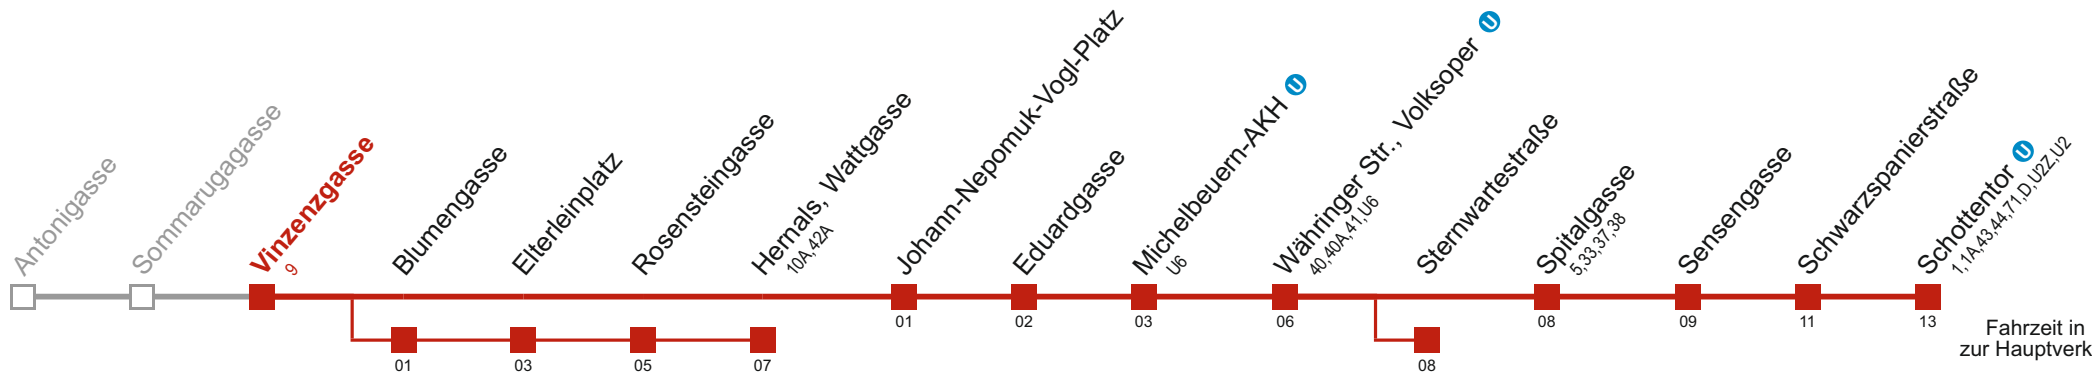 Antonigasse
Sommarugagasse
Vinzenzgasse
9
Blumengasse
Elterleinplatz
Rosensteingasse
Hernals, Wattgasse
10A,42A
Johann-Nepomuk-Vogl-Platz
Eduardgasse
Michelbeuern-AKH U
U6
Währinger Str., Volksoper U
40,40A,41,U6
Sternwartestraße
Spitalgasse
5,33,37,38
Sensengasse
Schwarzspanierstraße
Schottentor U
1,1A,43,44,71,D,U2Z,U2
01
02
03
06
08
09
11
13
01
03
05
07
08
Fahrzeit in
zur Hauptverk